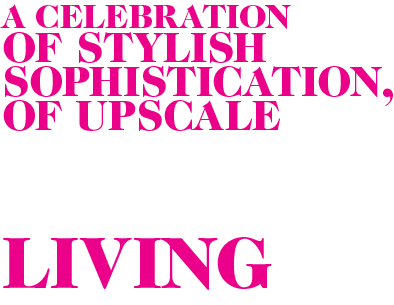 A CELEBRATION
OF STYLISH
SOPHISTICATION,
OF UPSCALE
LIVING